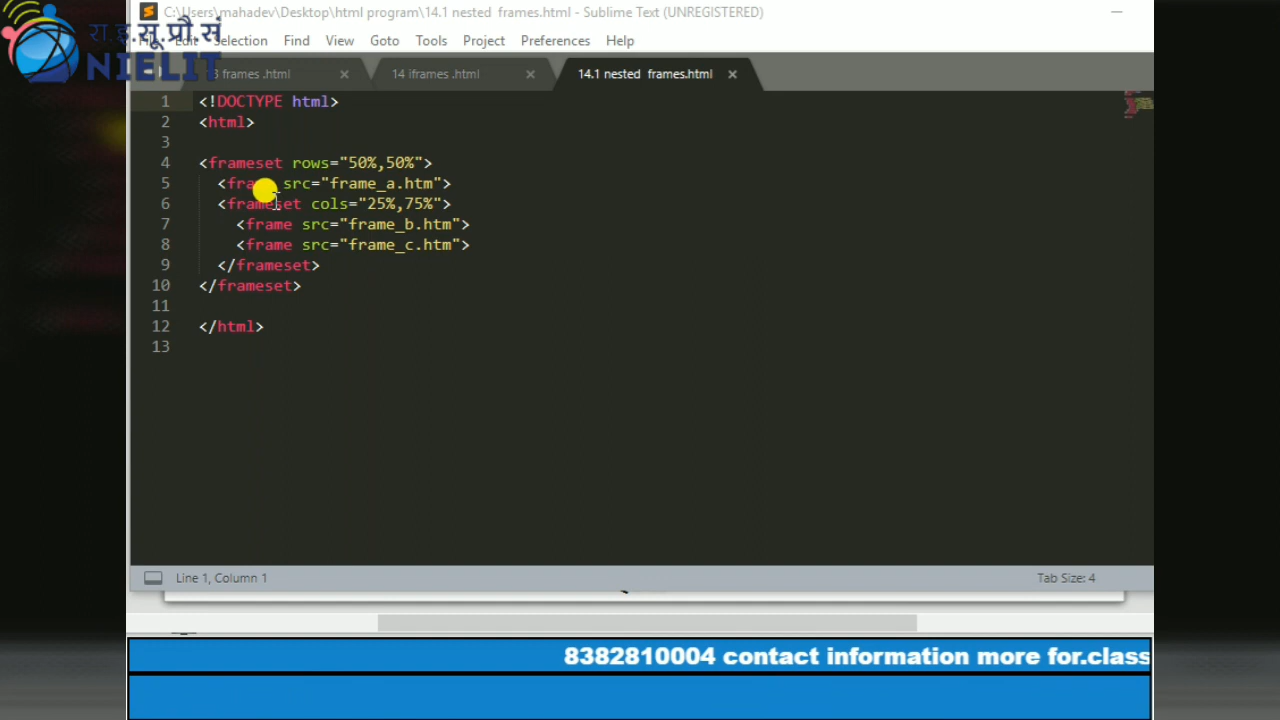 C:\Users\mahadev\Desktop\html program\14.1 nested  frames.html - Sublime Text (UNREGISTERED)
रा.इ.सू.प्रौ.सं
NIELIT
Edit Selection Find View Goto Tools Project Preferences Help
3 frames .html × 14 iframes .html × 14.1 nested  frames.html ×
1 <!DOCTYPE html>
2 <html>
3
4 <frameset rows="50%,50%">
5 <frame src="frame_a.htm">
6 <frameset cols="25%,75%">
7 <frame src="frame_b.htm">
8 <frame src="frame_c.htm">
9 </frameset>
10 </frameset>
11
12 </html>
13
Line 1, Column 1 Tab Size: 4
8382810004 contact information more for.class